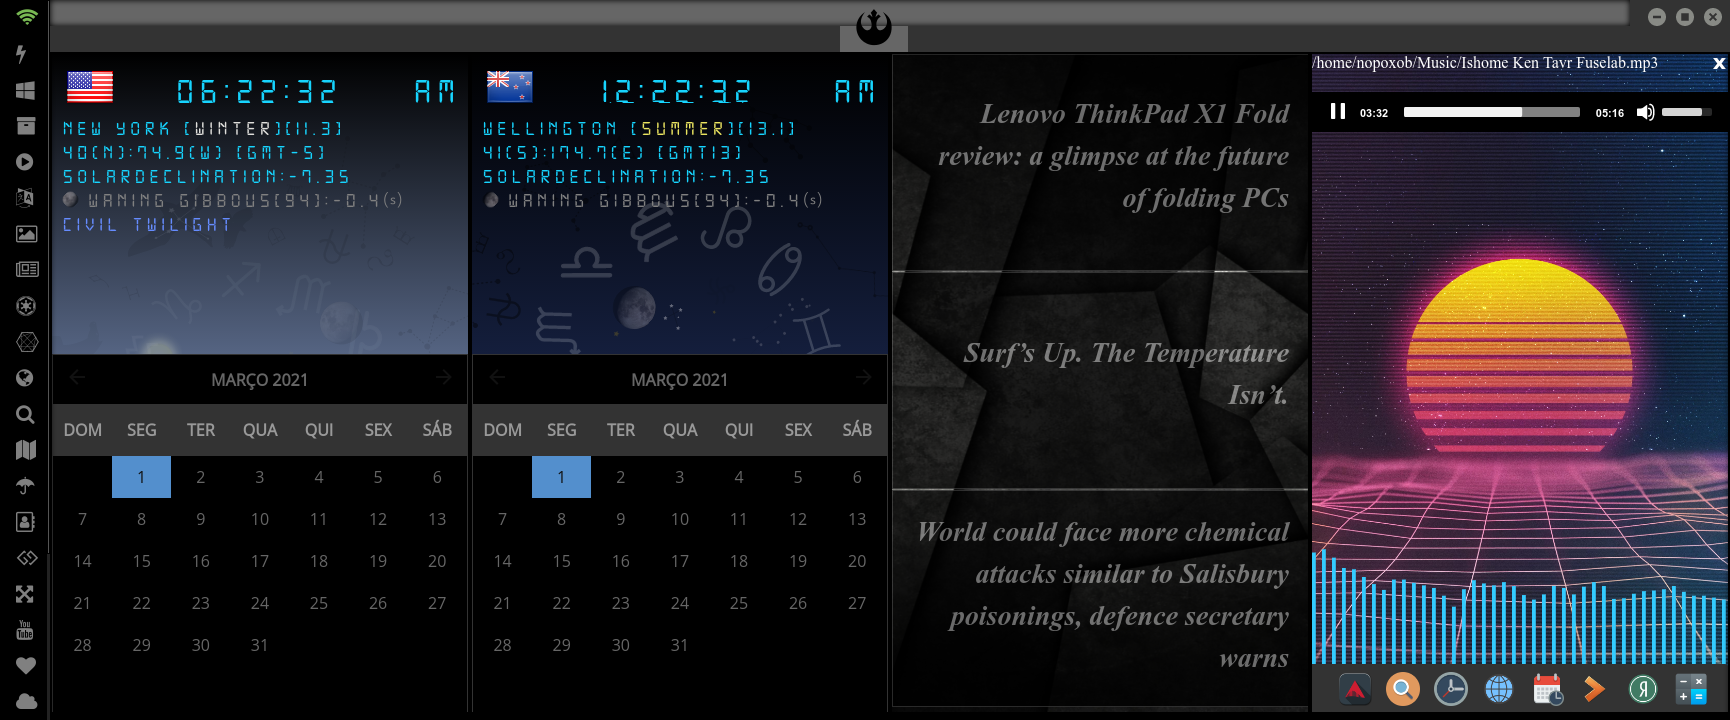 06:22:32 AM
NEW YORK [WINTER][11.3]
40(N):74.9(W) (GMT-5)
SOLARDECLINATION:-7.35
WANING GIBBOUS[94]:-0.4(s)
CIVIL TWILIGHT
MARÇO 2021
DOM SEG TER QUA QUI SEX SÁB
1 2 3 4 5 6
7 8 9 10 11 12 13
14 15 16 17 18 19 20
21 22 23 24 25 26 27
28 29 30 31
12:22:32 AM
WELLINGTON [SUMMER][13.1]
41(S):174.7(E) (GMT13)
SOLARDECLINATION:-7.35
WANING GIBBOUS[94]:-0.4(s)
MARÇO 2021
DOM SEG TER QUA QUI SEX SÁB
1 2 3 4 5 6
7 8 9 10 11 12 13
14 15 16 17 18 19 20
21 22 23 24 25 26 27
28 29 30 31
Lenovo ThinkPad X1 Fold
review: a glimpse at the future
of folding PCs
Surf’s Up. The Temperature
Isn’t.
World could face more chemical
attacks similar to Salisbury
poisonings, defence secretary
warns
/home/nopoxob/Music/Ishome Ken Tavr Fuselab.mp3 x
03:32 05:16
You
Tube
Я